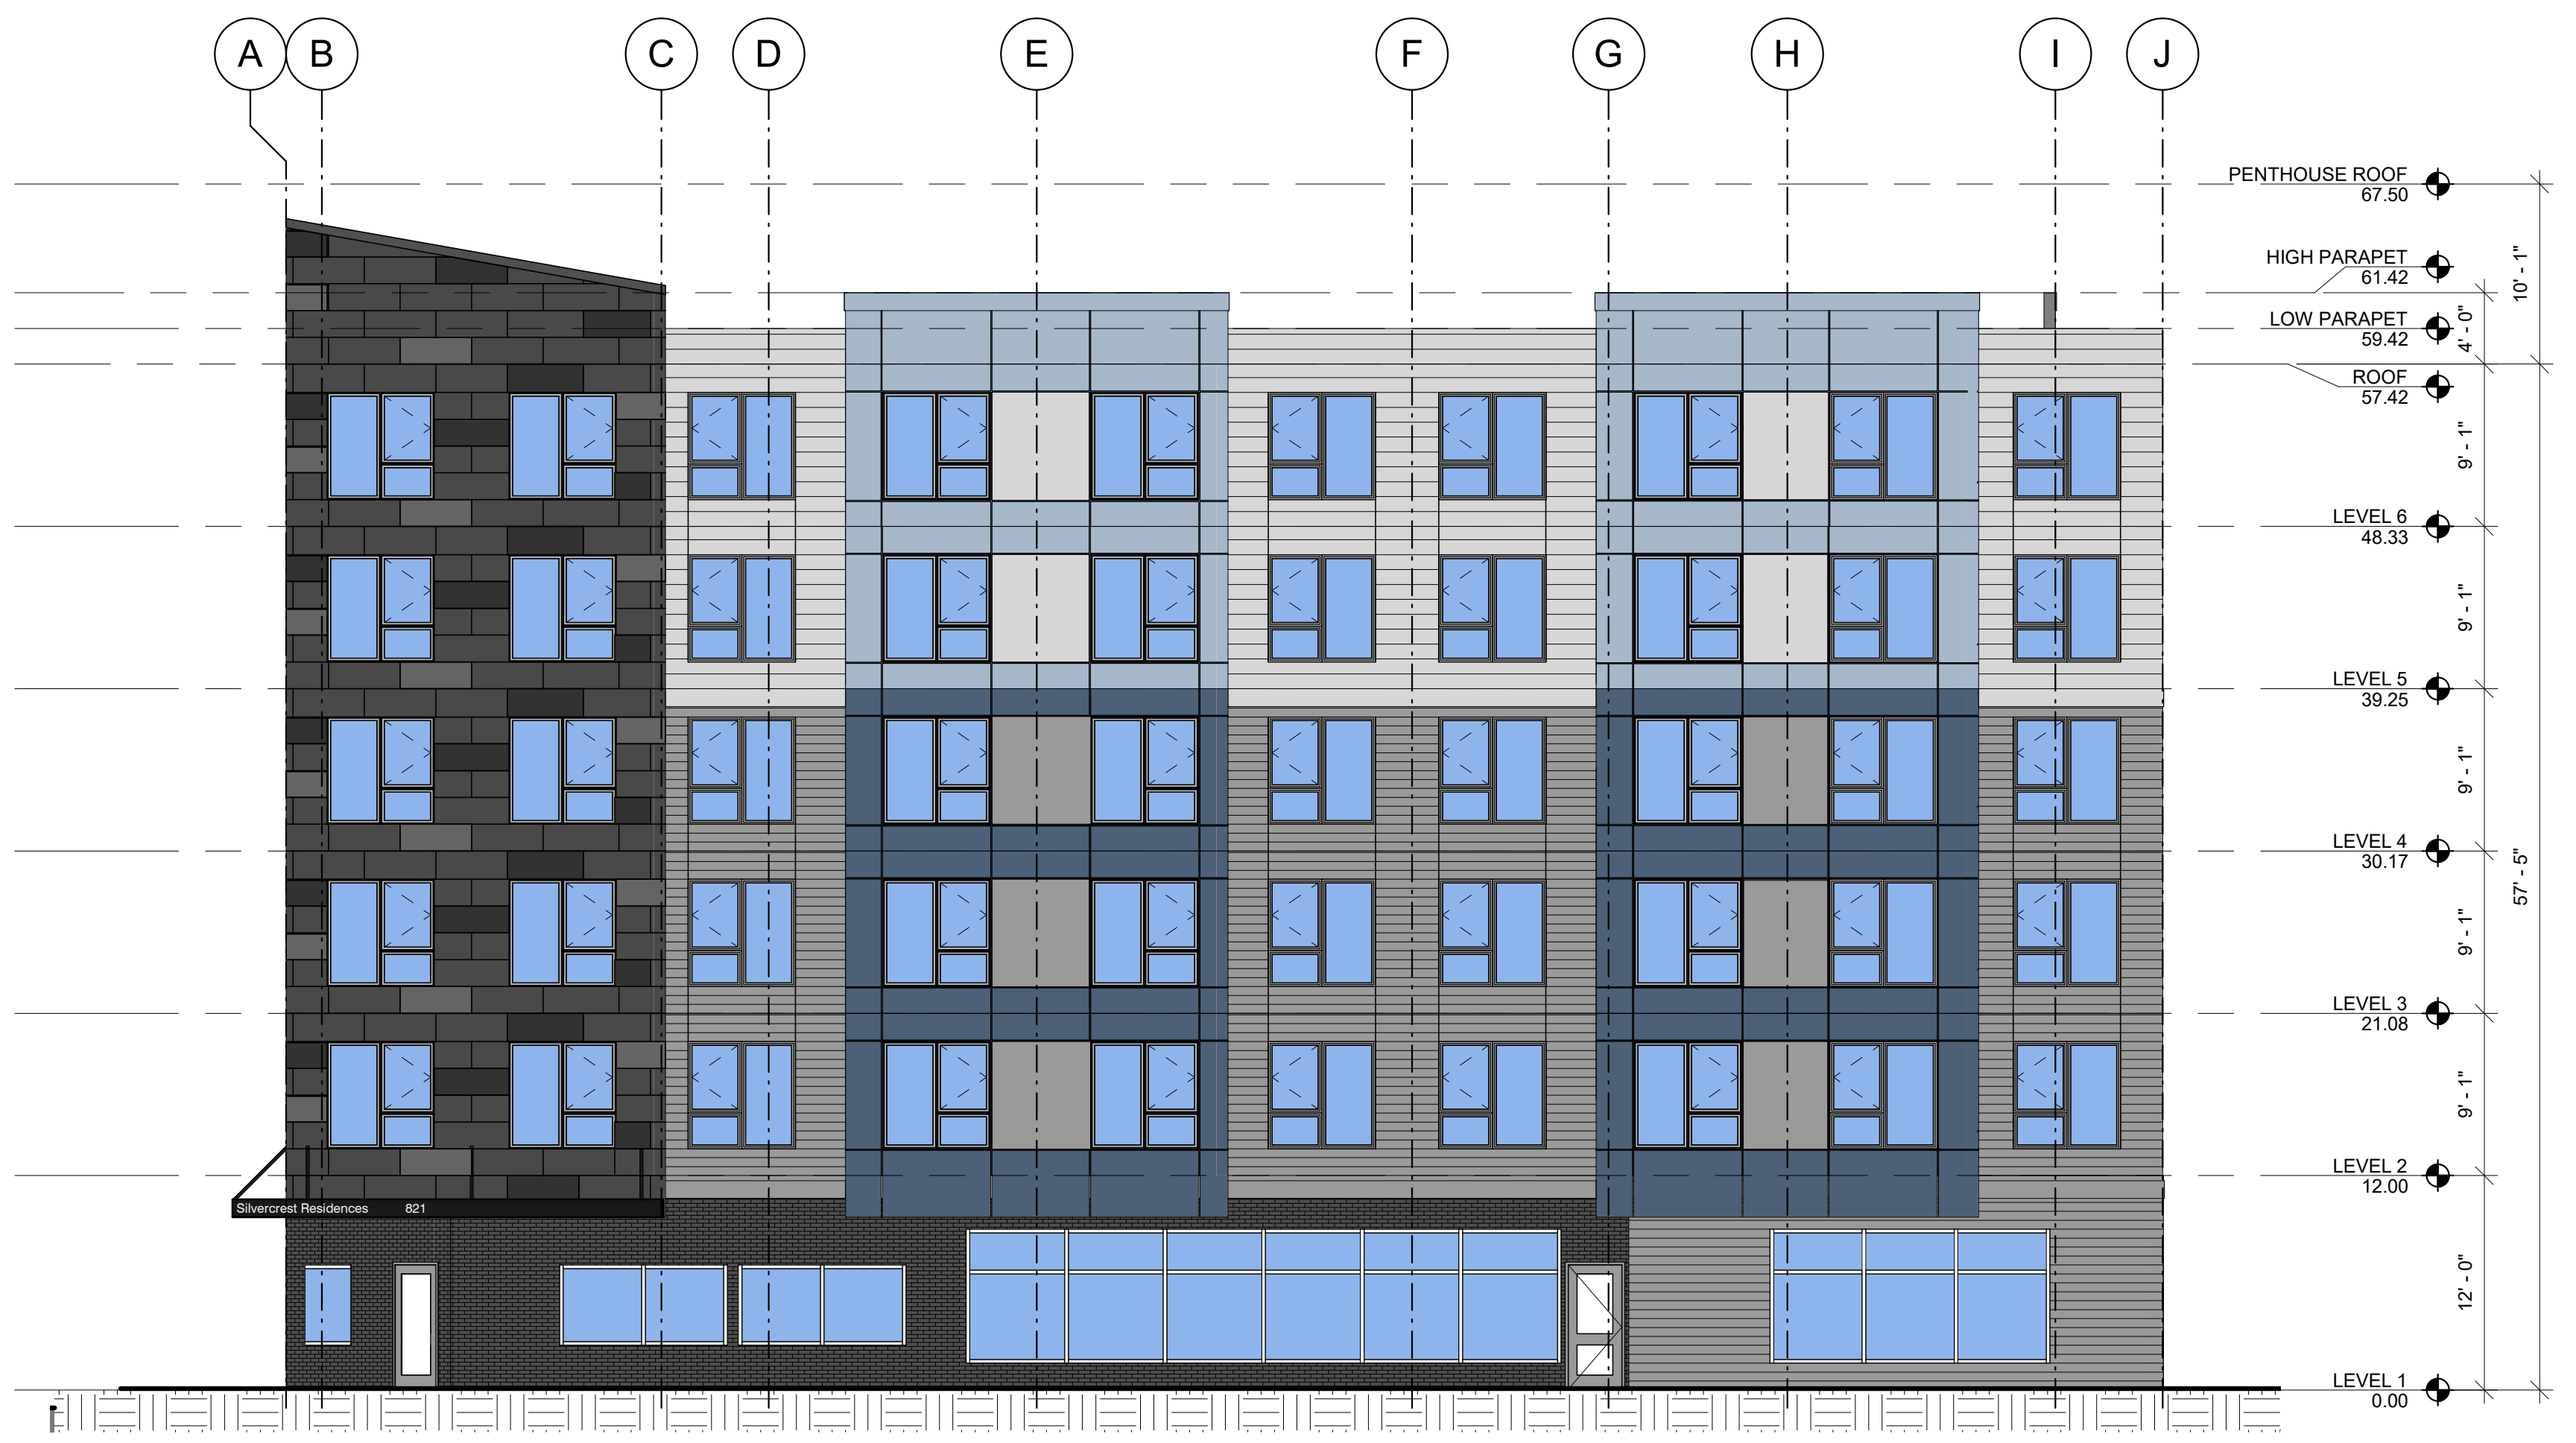 A B C D E F G H I J
PENTHOUSE ROOF
67.50
HIGH PARAPET
61.42
10' - 1"
LOW PARAPET
59.42
4' - 0"
ROOF
57.42
9' - 1"
LEVEL 6
48.33
9' - 1"
LEVEL 5
39.25
9' - 1"
LEVEL 4
30.17
57' - 5"
9' - 1"
LEVEL 3
21.08
9' - 1"
LEVEL 2
12.00
Silvercrest Residences 821
12' - 0"
LEVEL 1
0.00